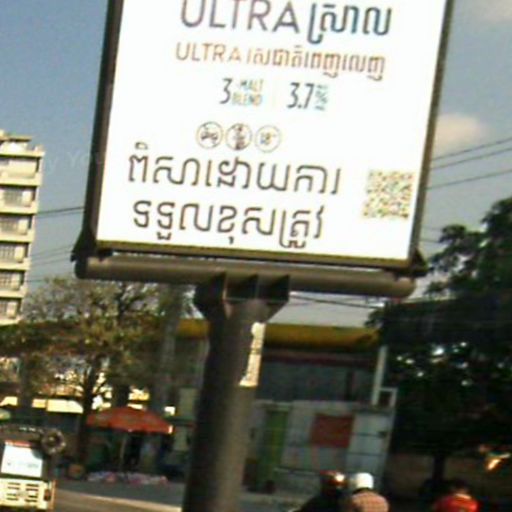 ULTRA ស្រាល
ULTRA រសជាតិពេញលេញ
3 MALT BLEND 3.7
18+
ពិសាដោយការ
ទទួលខុសត្រូវ